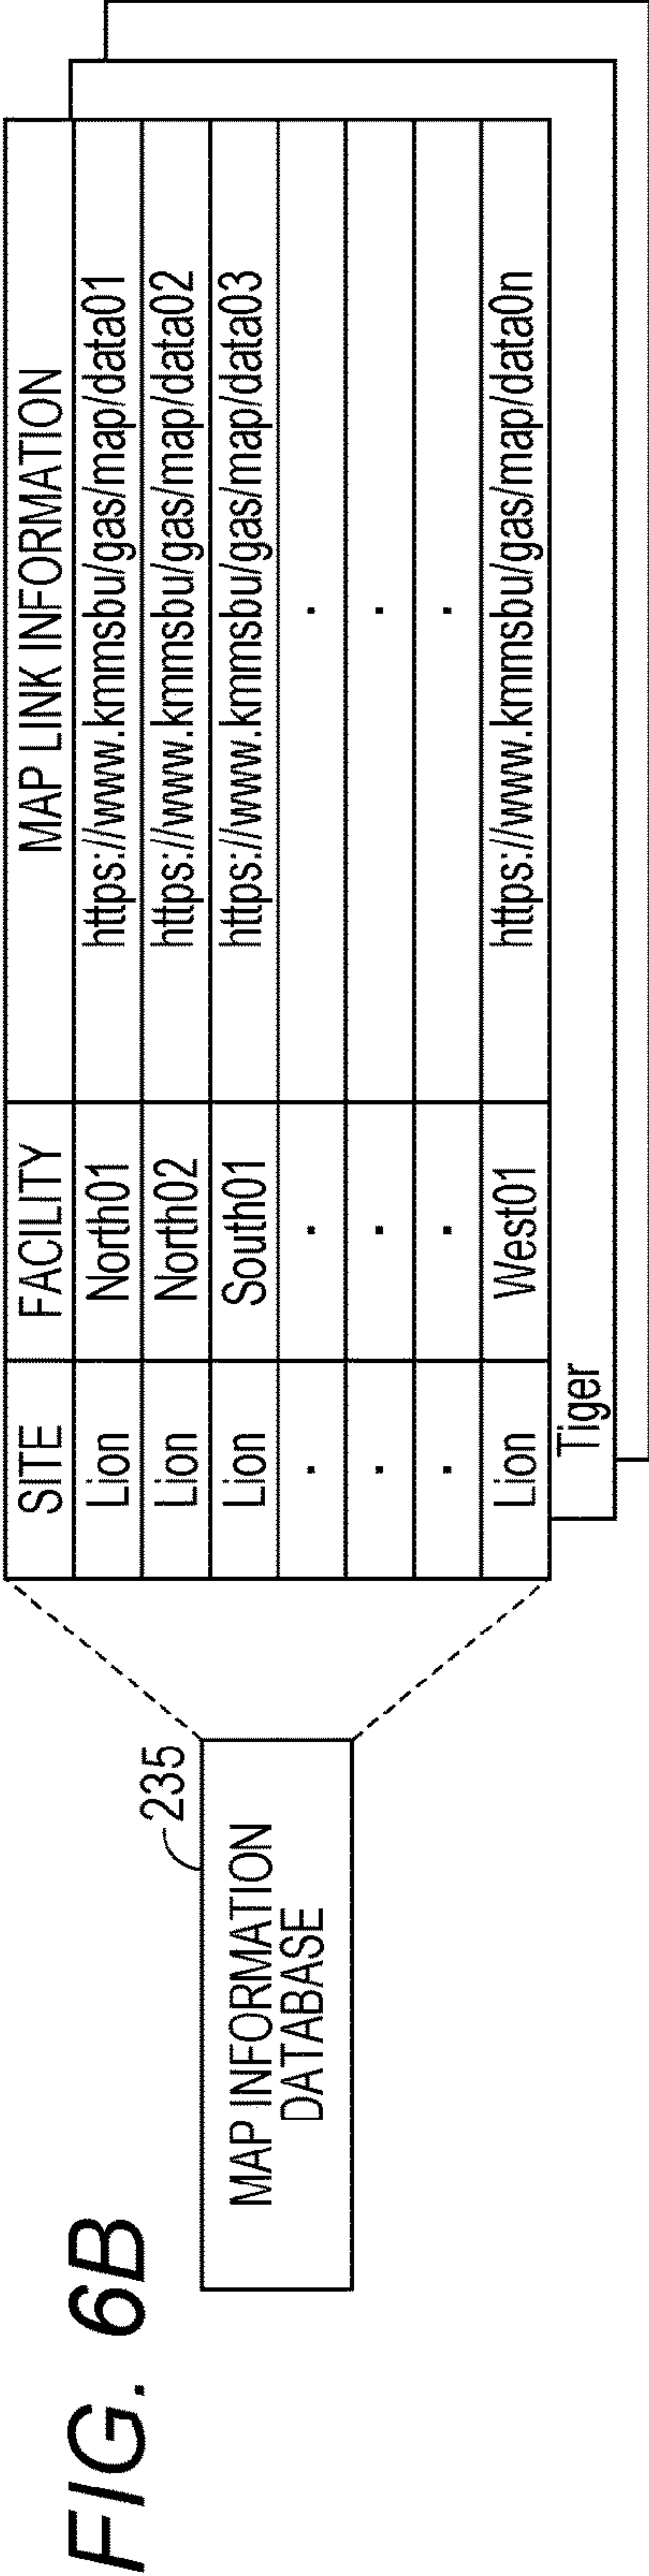 FIG. 6B
235
MAP INFORMATION
DATABASE
SITE FACILITY MAP LINK INFORMATION
Lion North01 https://www.kmmsbu/gas/map/data01
Lion North02 https://www.kmmsbu/gas/map/data02
Lion South01 https://www.kmmsbu/gas/map/data03
. . .
. . .
. . .
Lion West01 https://www.kmmsbu/gas/map/data0n
Tiger